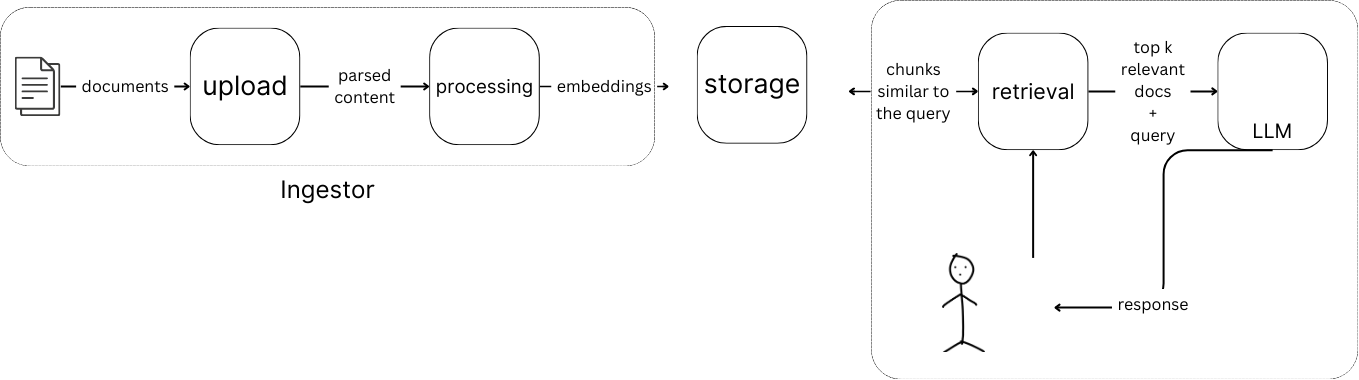 documents
upload
parsed
content
processing
embeddings
Ingestor
storage
chunks
similar to
the query
retrieval
top k
relevant
docs
+
query
LLM
response